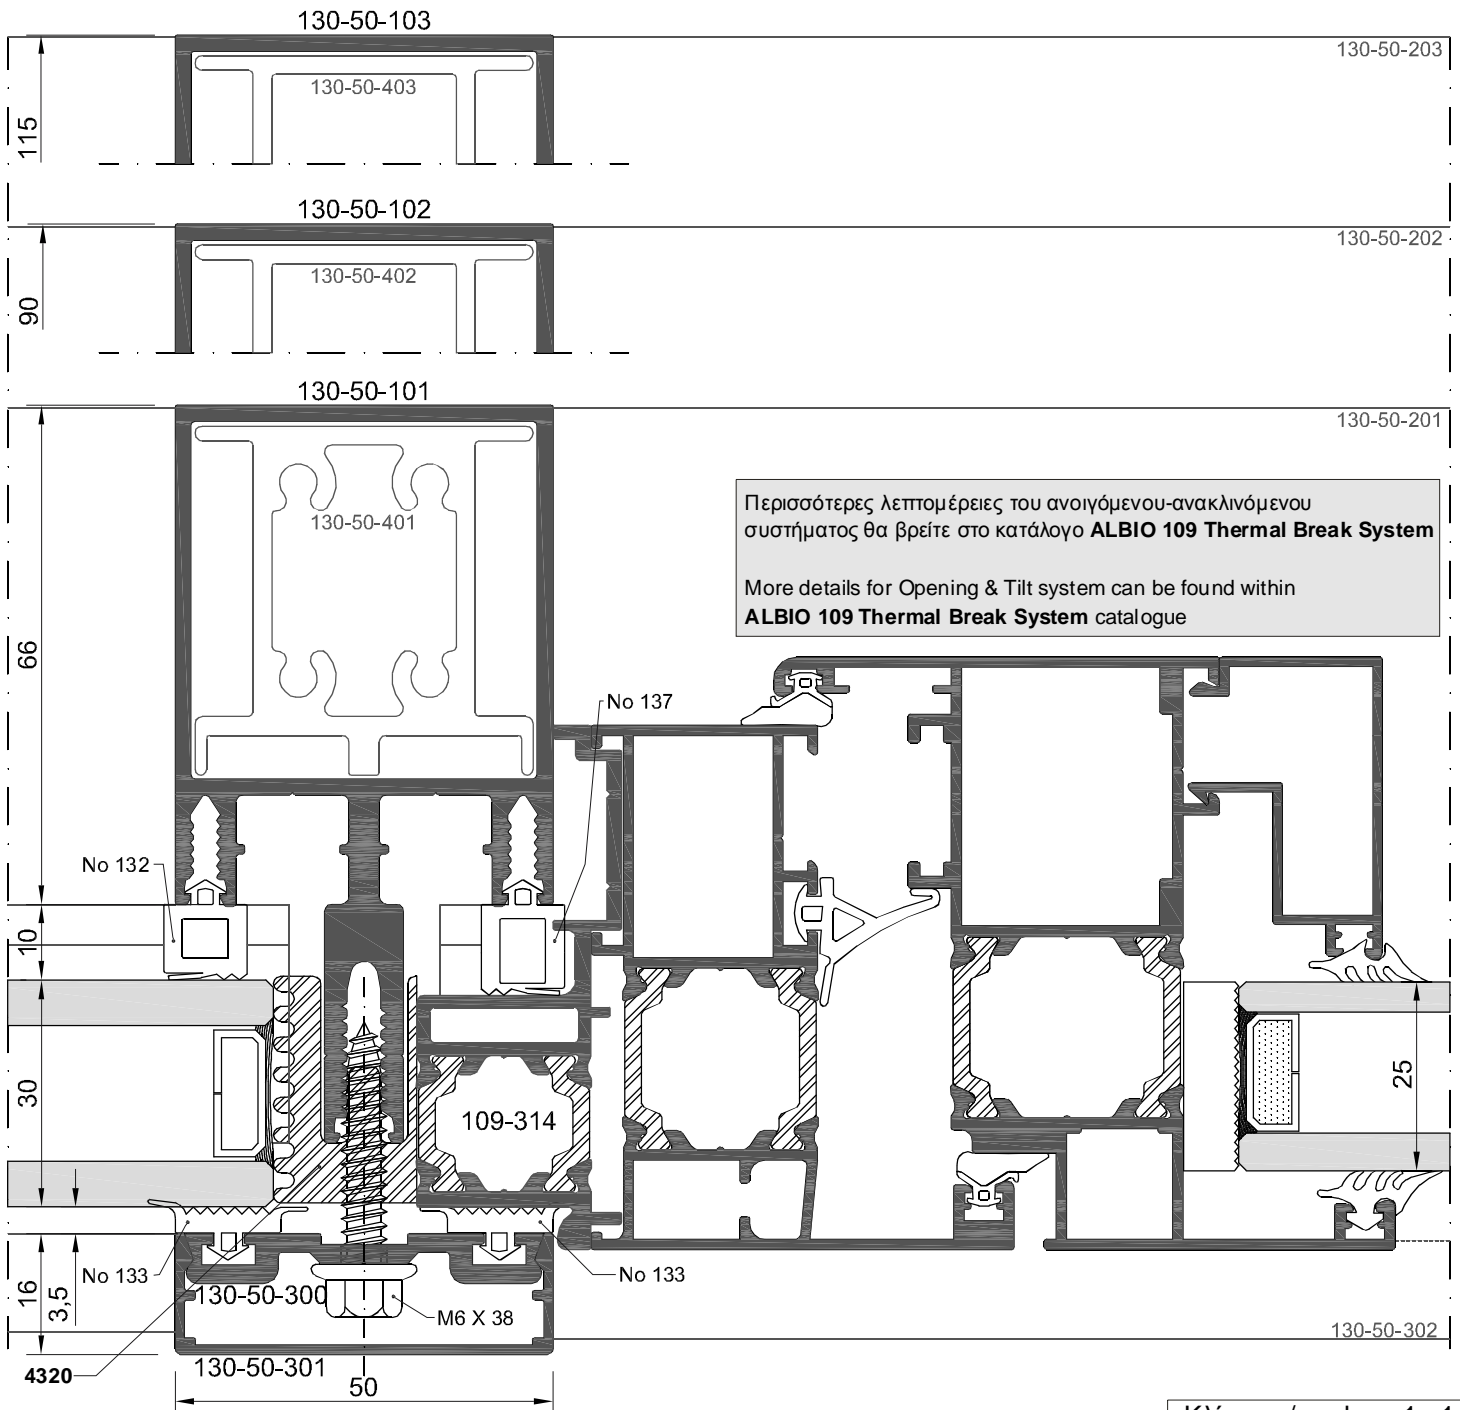 130-50-103
130-50-203
130-50-403
115
130-50-102
130-50-202
130-50-402
90
130-50-101
130-50-201
130-50-401
Περισσότερες λεπτομέρειες του ανοιγόμενου-ανακλινόμενου
συστήματος θα βρείτε στο κατάλογο ALBIO 109 Thermal Break System
More details for Opening & Tilt system can be found within
ALBIO 109 Thermal Break System catalogue
66
No 137
No 132
10
30
25
109-314
No 133
No 133
16
3,5
130-50-300
M6 X 38
130-50-302
4320
130-50-301
50